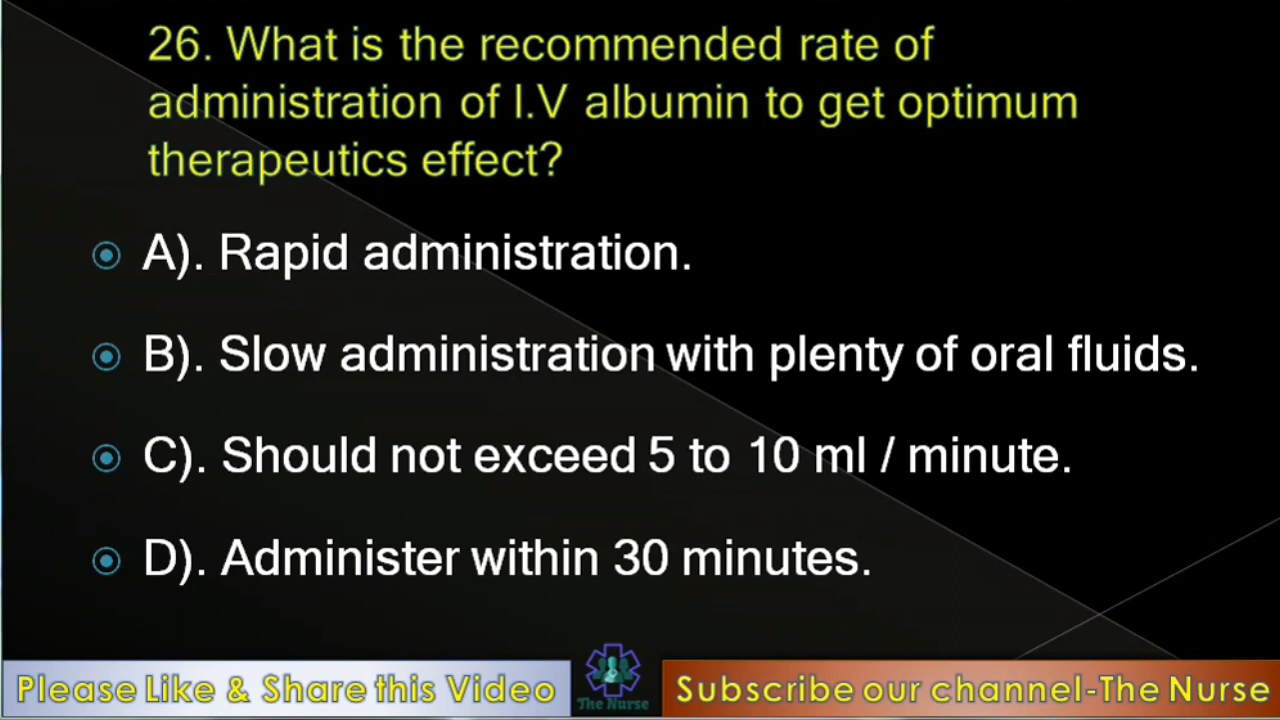 26. What is the recommended rate of
administration of I.V albumin to get optimum
therapeutics effect?
A). Rapid administration.
B). Slow administration with plenty of oral fluids.
C). Should not exceed 5 to 10 ml / minute.
D). Administer within 30 minutes.
Please Like & Share this Video
The Nurse
Subscribe our channel-The Nurse